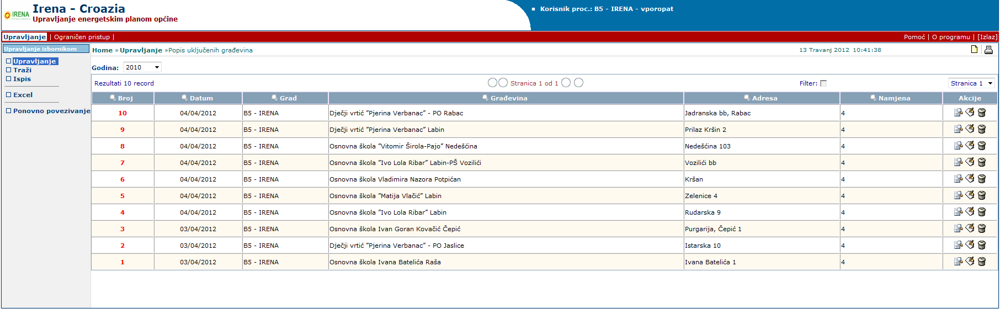 IRENA
Irena - Croazia
Upravljanje energetskim planom općine
Korisnik proc.: B5 - IRENA - vporopat
Upravljanje | Ograničen pristup |
Pomoć | O programu | [Izlaz]
Upravljanje izbornikom
Upravljanje
Traži
Ispis
Excel
Ponovno povezivanje
Home » Upravljanje »Popis uključenih građevina
13 Travanj 2012 10:41:38
Godina: 2010
Rezultati 10 record
Stranica 1 od 1
Filter:
Stranica 1
Broj Datum Grad Građevina Adresa Namjena Akcije
10 04/04/2012 B5 - IRENA Dječji vrtić ”Pjerina Verbanac” - PO Rabac Jadranska bb, Rabac 4
9 04/04/2012 B5 - IRENA Dječji vrtić ”Pjerina Verbanac” Labin Prilaz Kršin 2 4
8 04/04/2012 B5 - IRENA Osnovna škola ”Vitomir Širola-Pajo” Nedešćina Nedešćina 103 4
7 04/04/2012 B5 - IRENA Osnovna škola ”Ivo Lola Ribar” Labin-PŠ Vozilići Vozilići bb 4
6 04/04/2012 B5 - IRENA Osnovna škola Vladimira Nazora Potpićan Kršan 4
5 04/04/2012 B5 - IRENA Osnovna škola ”Matija Vlačić” Labin Zelenice 4 4
4 04/04/2012 B5 - IRENA Osnovna škola ”Ivo Lola Ribar” Labin Rudarska 9 4
3 03/04/2012 B5 - IRENA Osnovna škola Ivan Goran Kovačić Čepić Purgarija, Čepić 1 4
2 03/04/2012 B5 - IRENA Dječji vrtić ”Pjerina Verbanac” - PO Jaslice Istarska 10 4
1 03/04/2012 B5 - IRENA Osnovna škola Ivana Batelića Raša Ivana Batelića 1 4